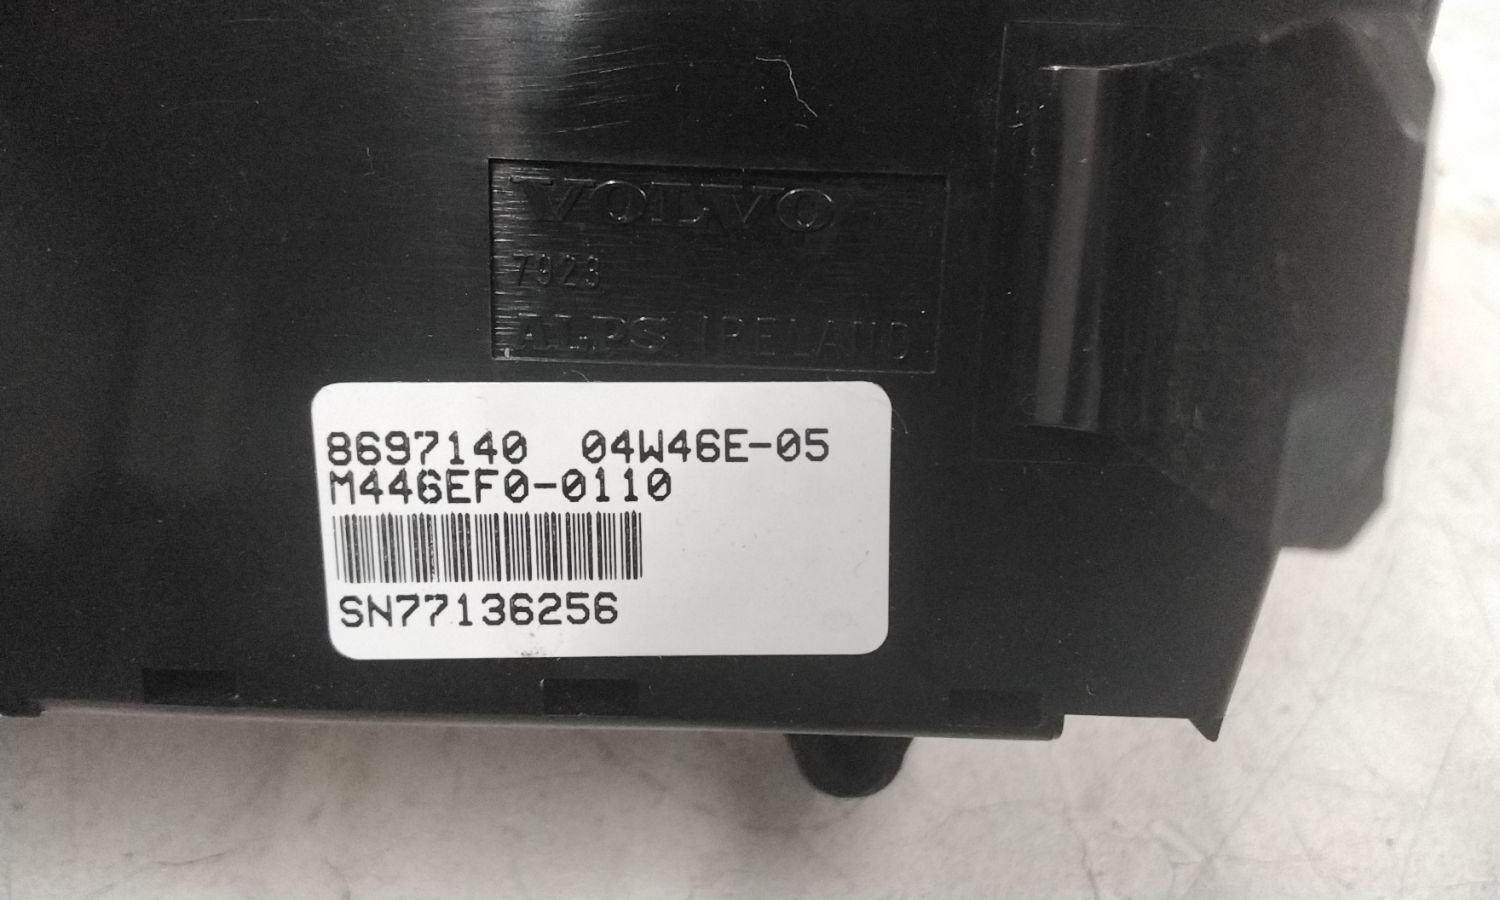 VOLVO
7923
ALPS IRELAND
8697140 04W46E-05
M446EF0-0110
SN77136256